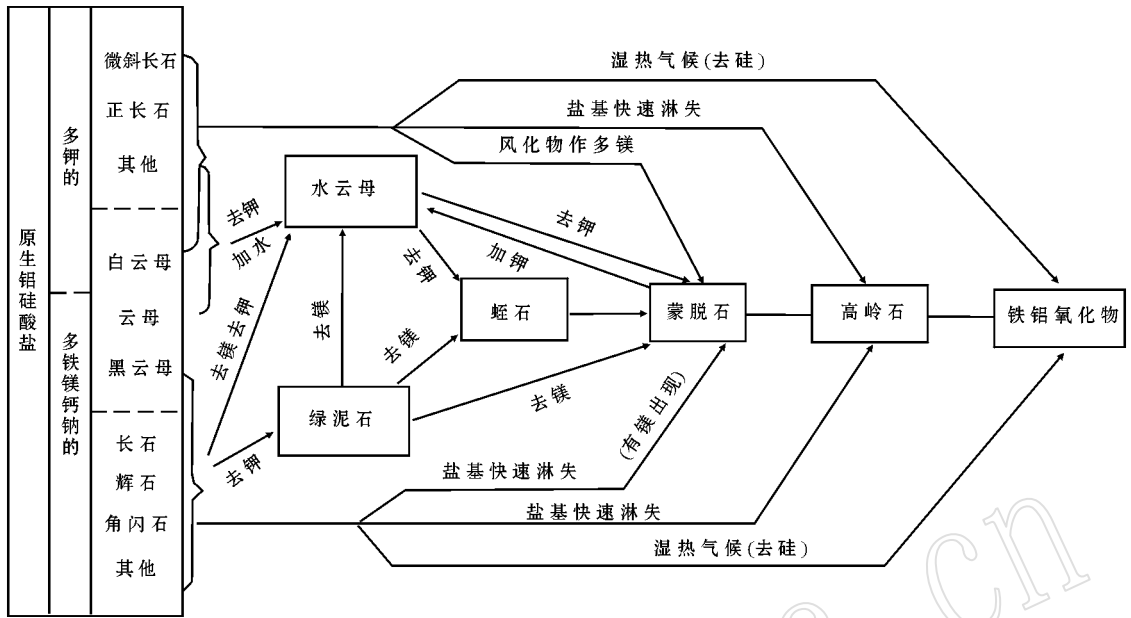 原生铝硅酸盐
多钾的
多铁镁钙钠的
微斜长石
正长石
其他
白云母
云母
黑云母
长石
辉石
角闪石
其他
湿热气候(去硅)
盐基快速淋失
风化物作多镁
水云母
去钾
加水
去钾
加钾
去钾
蛭石
蒙脱石
高岭石
铁铝氧化物
去镁去钾
去镁
去镁
去镁
绿泥石
去钾
(有镁出现)
盐基快速淋失
盐基快速淋失
湿热气候(去硅)
.cn